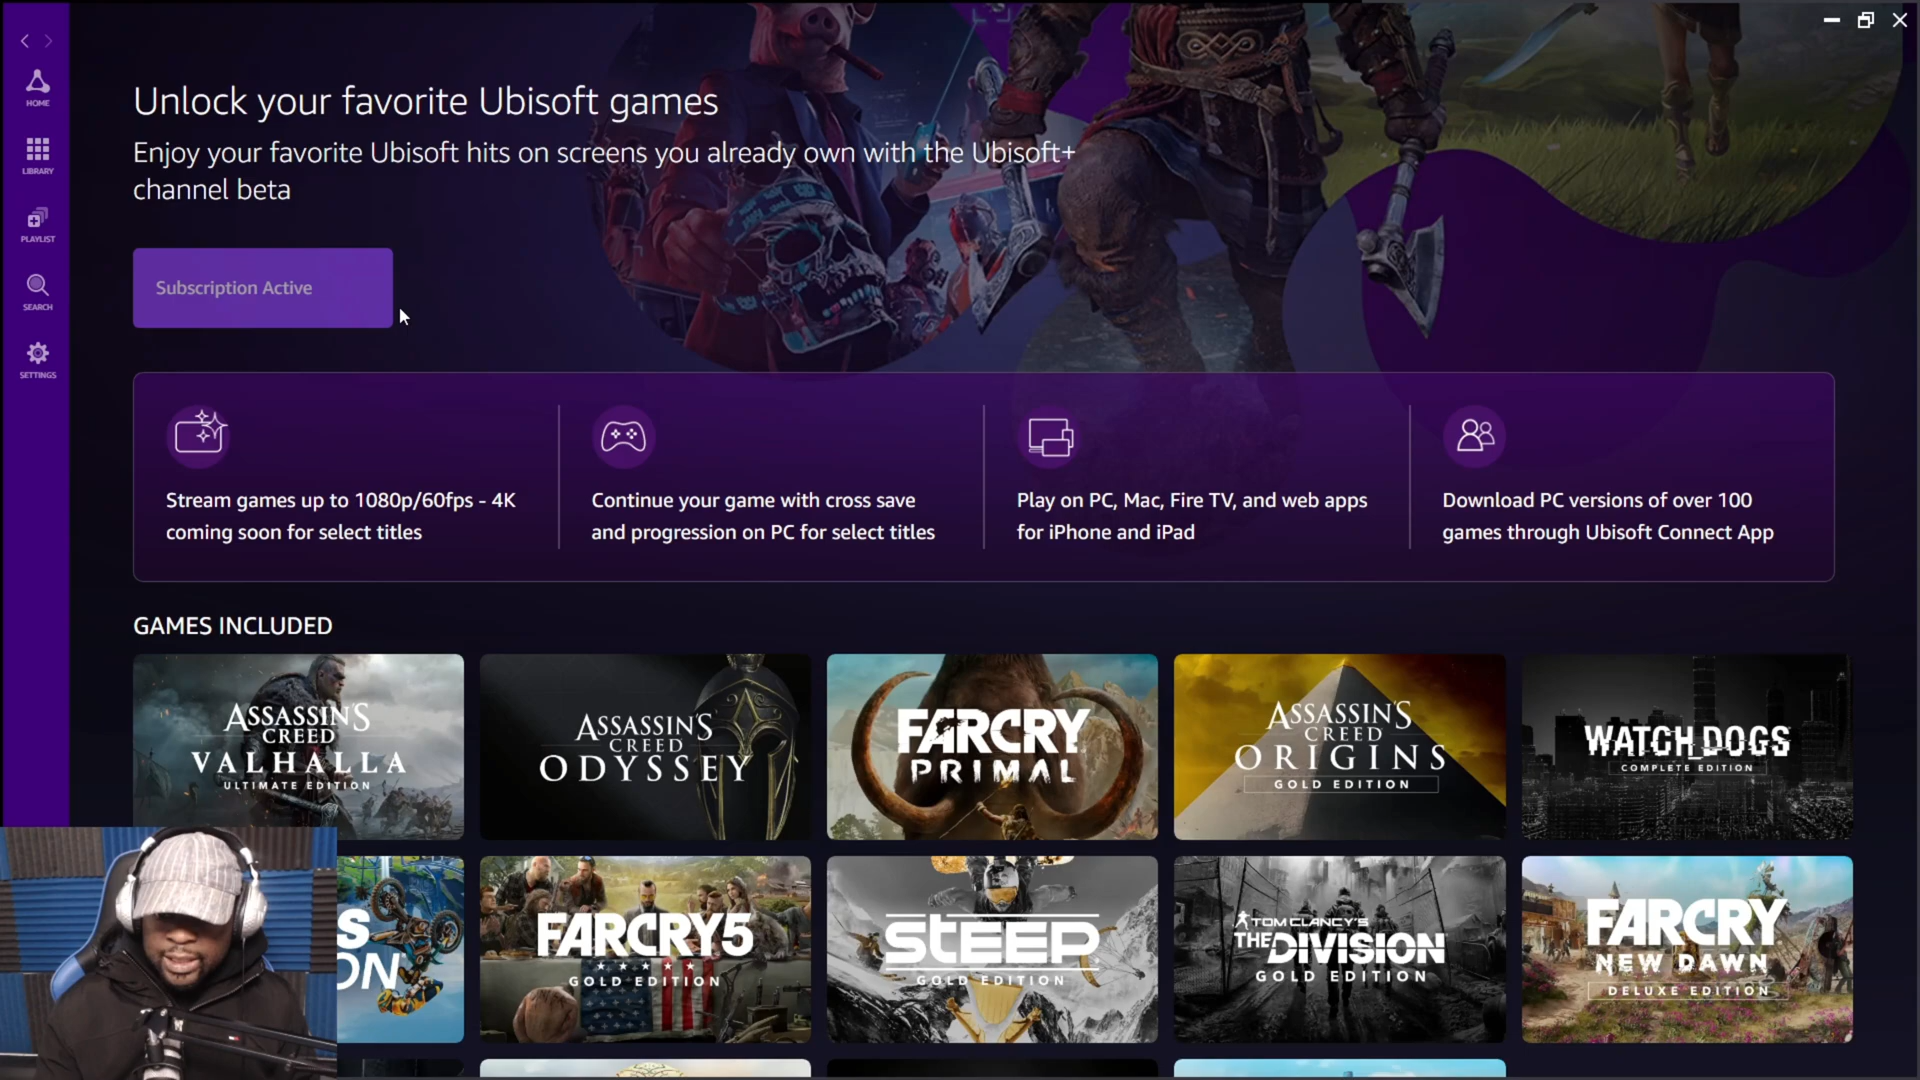 HOME
LIBRARY
PLAYLIST
SEARCH
SETTINGS
Unlock your favorite Ubisoft games
Enjoy your favorite Ubisoft hits on screens you already own with the Ubisoft+
channel beta
Subscription Active
Stream games up to 1080p/60fps - 4K
coming soon for select titles
Continue your game with cross save
and progression on PC for select titles
Play on PC, Mac, Fire TV, and web apps
for iPhone and iPad
Download PC versions of over 100
games through Ubisoft Connect App
GAMES INCLUDED
ASSASSIN'S
CREED
VALHALLA
ULTIMATE EDITION
ASSASSIN'S
CREED
ODYSSEY
FARCRY
PRIMAL
ASSASSIN'S
CREED
ORIGINS
GOLD EDITION
WATCH_DOGS
COMPLETE EDITION
S
ON
FARCRY5
GOLD EDITION
STEEP
GOLD EDITION
TOM CLANCY'S
THE DIVISION
GOLD EDITION
FARCRY
NEW DAWN
DELUXE EDITION